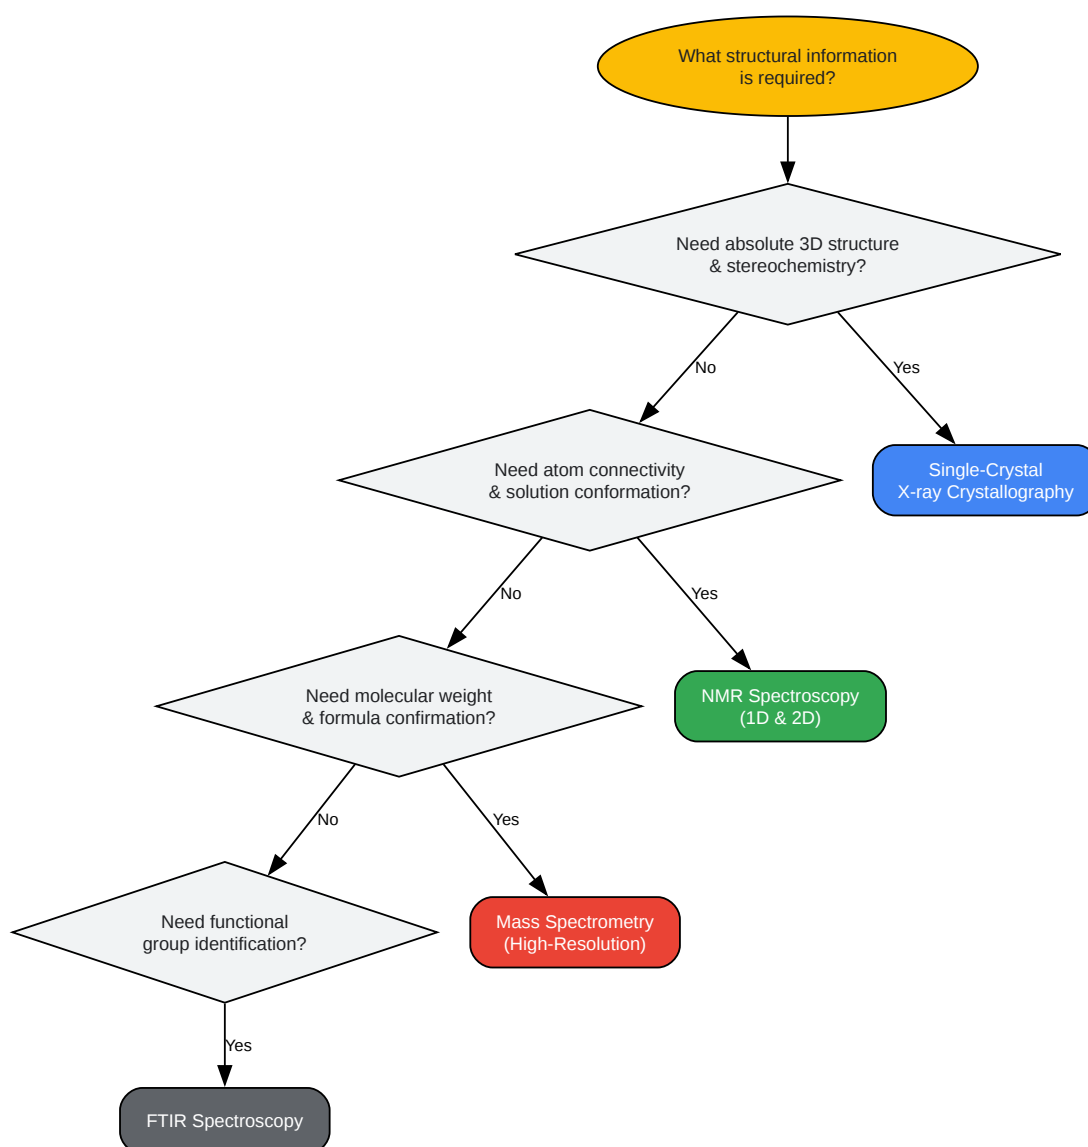 What structural information
is required?
Need absolute 3D structure
& stereochemistry?
No
Yes
Need atom connectivity
& solution conformation?
Single-Crystal
X-ray Crystallography
No
Yes
Need molecular weight
& formula confirmation?
NMR Spectroscopy
(1D & 2D)
No
Yes
Need functional
group identification?
Mass Spectrometry
(High-Resolution)
Yes
FTIR Spectroscopy